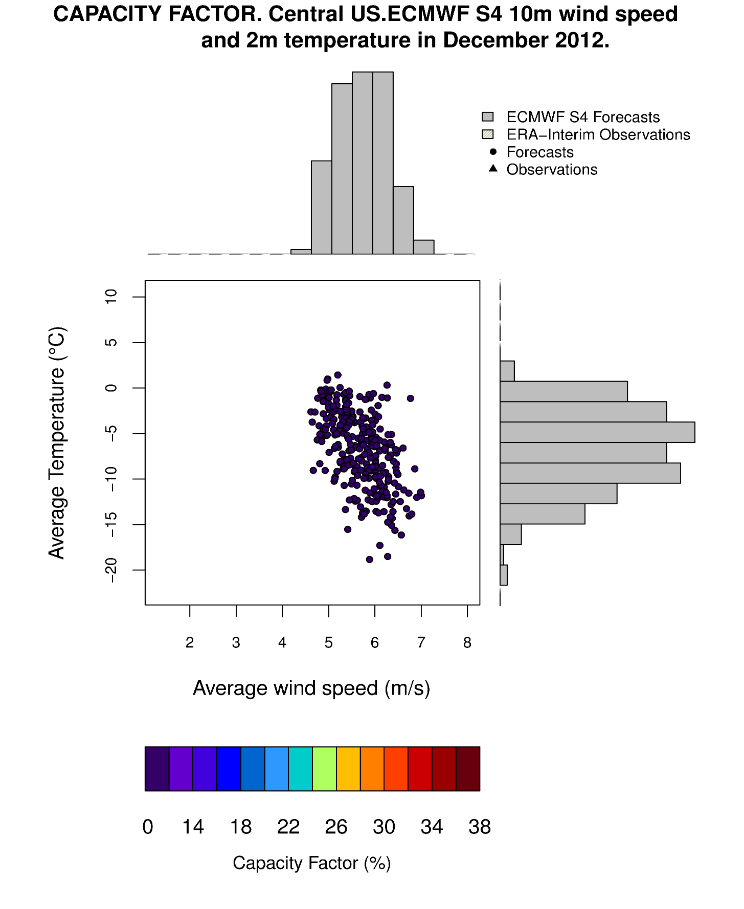 CAPACITY FACTOR. Central US.ECMWF S4 10m wind speed
and 2m temperature in December 2012.
ECMWF S4 Forecasts
ERA−Interim Observations
Forecasts
Observations
10
5
0
−5
−10
−15
−20
Average Temperature (°C)
2 3 4 5 6 7 8
Average wind speed (m/s)
0 14 18 22 26 30 34 38
Capacity Factor (%)